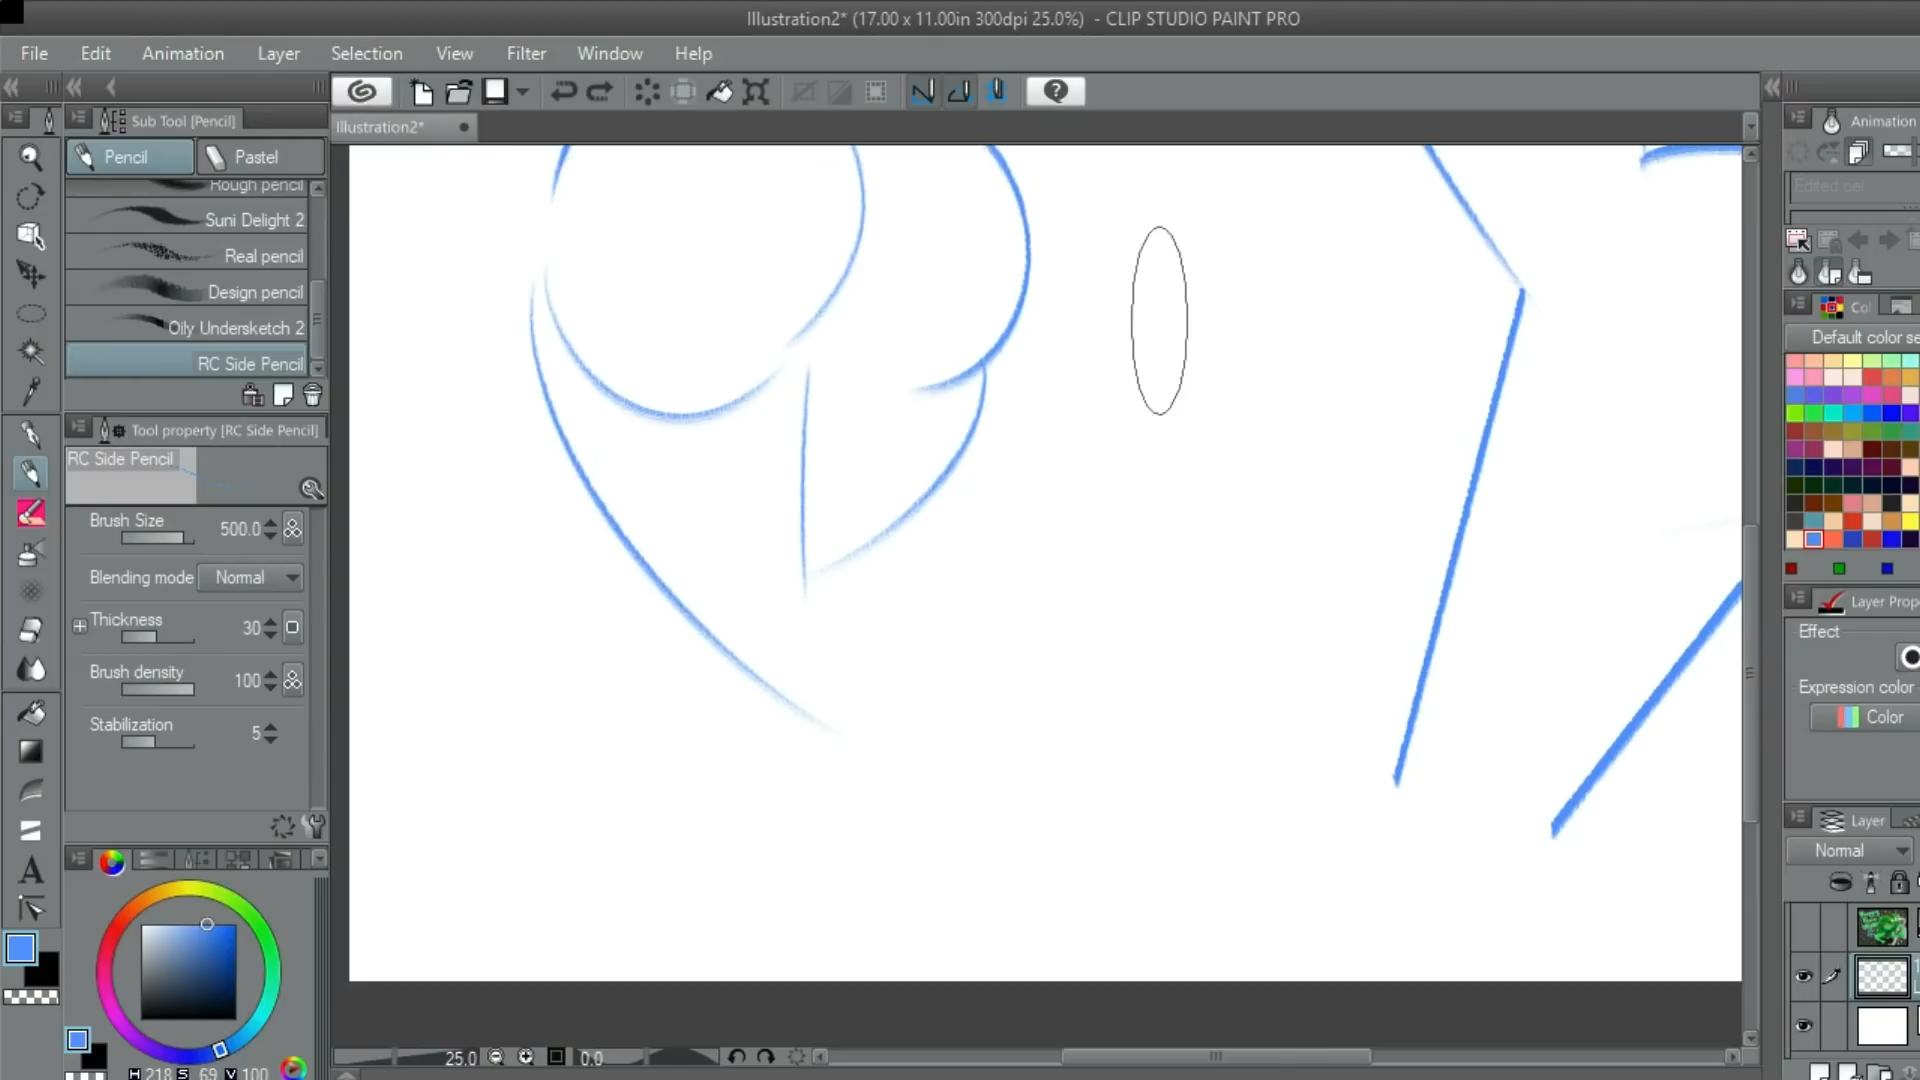 Illustration2* (17.00 x 11.00in 300dpi 25.0%) - CLIP STUDIO PAINT PRO
File Edit Animation Layer Selection View Filter Window Help
Sub Tool [Pencil]
Illustration2*
Animation
Pencil Pastel
Rough pencil
Edited cel
Suni Delight 2
Real pencil
Design pencil
Oily Undersketch 2
RC Side Pencil
Default color se
Tool property [RC Side Pencil]
RC Side Pencil
Brush Size 500.0
Blending mode Normal
Thickness 30
Brush density 100
Stabilization 5
Layer Prop
Effect
Expression color
Color
Layer
Normal
25.0 0.0
H 218 S 69 V 100